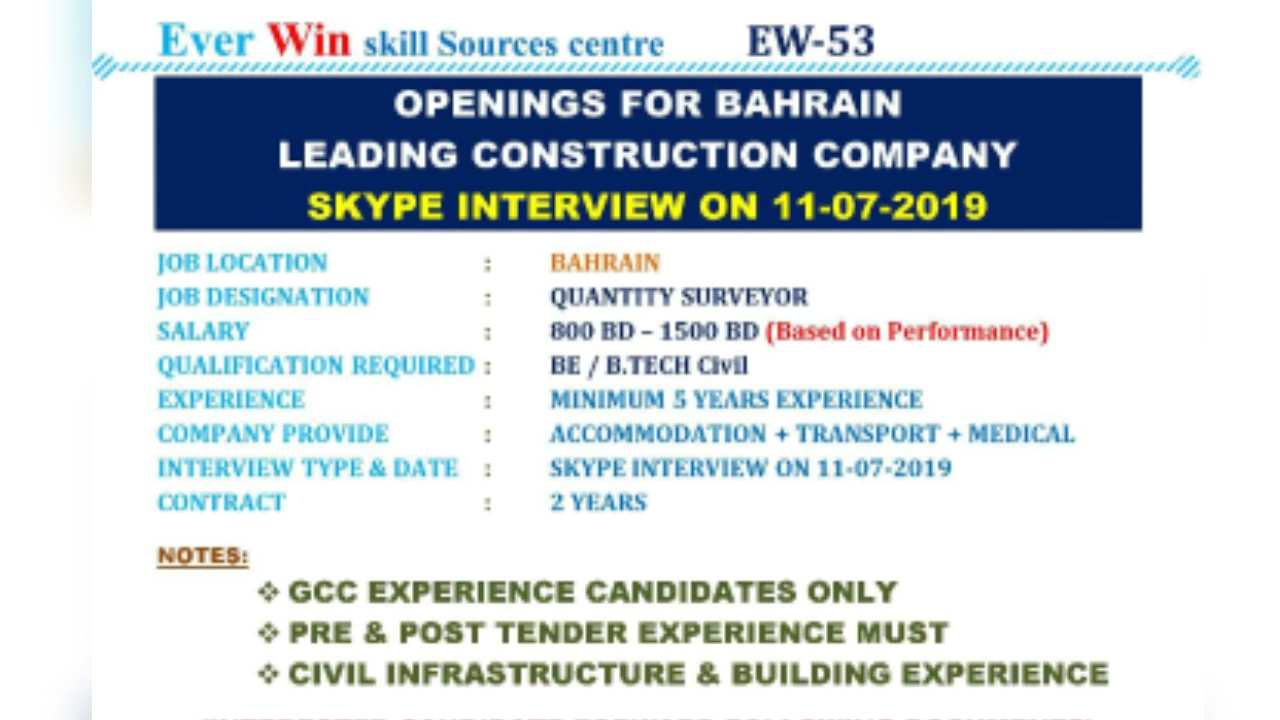 Ever Win skill Sources centre EW-53
OPENINGS FOR BAHRAIN
LEADING CONSTRUCTION COMPANY
SKYPE INTERVIEW ON 11-07-2019
JOB LOCATION : BAHRAIN
JOB DESIGNATION : QUANTITY SURVEYOR
SALARY : 800 BD – 1500 BD (Based on Performance)
QUALIFICATION REQUIRED : BE / B.TECH Civil
EXPERIENCE : MINIMUM 5 YEARS EXPERIENCE
COMPANY PROVIDE : ACCOMMODATION + TRANSPORT + MEDICAL
INTERVIEW TYPE & DATE : SKYPE INTERVIEW ON 11-07-2019
CONTRACT : 2 YEARS
NOTES:
❖ GCC EXPERIENCE CANDIDATES ONLY
❖ PRE & POST TENDER EXPERIENCE MUST
❖ CIVIL INFRASTRUCTURE & BUILDING EXPERIENCE